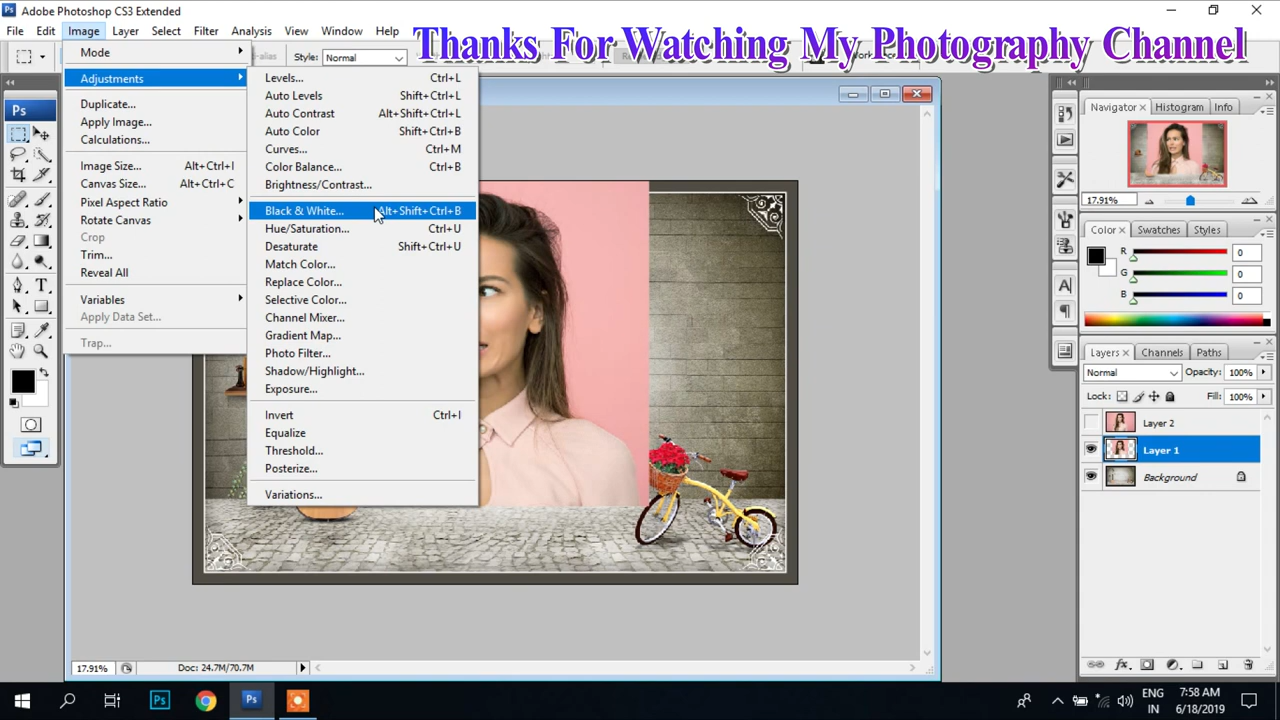 Adobe Photoshop CS3 Extended
File Edit Image Layer Select Filter Analysis View Window Help
Thanks For Watching My Photography Channel
Style: Normal
Mode
Adjustments
Duplicate...
Apply Image...
Calculations...
Image Size... Alt+Ctrl+I
Canvas Size... Alt+Ctrl+C
Pixel Aspect Ratio
Rotate Canvas
Crop
Trim...
Reveal All
Variables
Apply Data Set...
Trap...
Levels... Ctrl+L
Auto Levels Shift+Ctrl+L
Auto Contrast Alt+Shift+Ctrl+L
Auto Color Shift+Ctrl+B
Curves... Ctrl+M
Color Balance... Ctrl+B
Brightness/Contrast...
Black & White... Alt+Shift+Ctrl+B
Hue/Saturation... Ctrl+U
Desaturate Shift+Ctrl+U
Match Color...
Replace Color...
Selective Color...
Channel Mixer...
Gradient Map...
Photo Filter...
Shadow/Highlight...
Exposure...
Invert Ctrl+I
Equalize
Threshold...
Posterize...
Variations...
Ps
Navigator × Histogram Info
17.91%
Color × Swatches Styles
R 0
G 0
B 0
Layers × Channels Paths
Normal Opacity: 100%
Lock: Fill: 100%
Layer 2
Layer 1
Background
17.91% Doc: 24.7M/70.7M
Ps Ps
ENG
IN
7:58 AM
6/18/2019